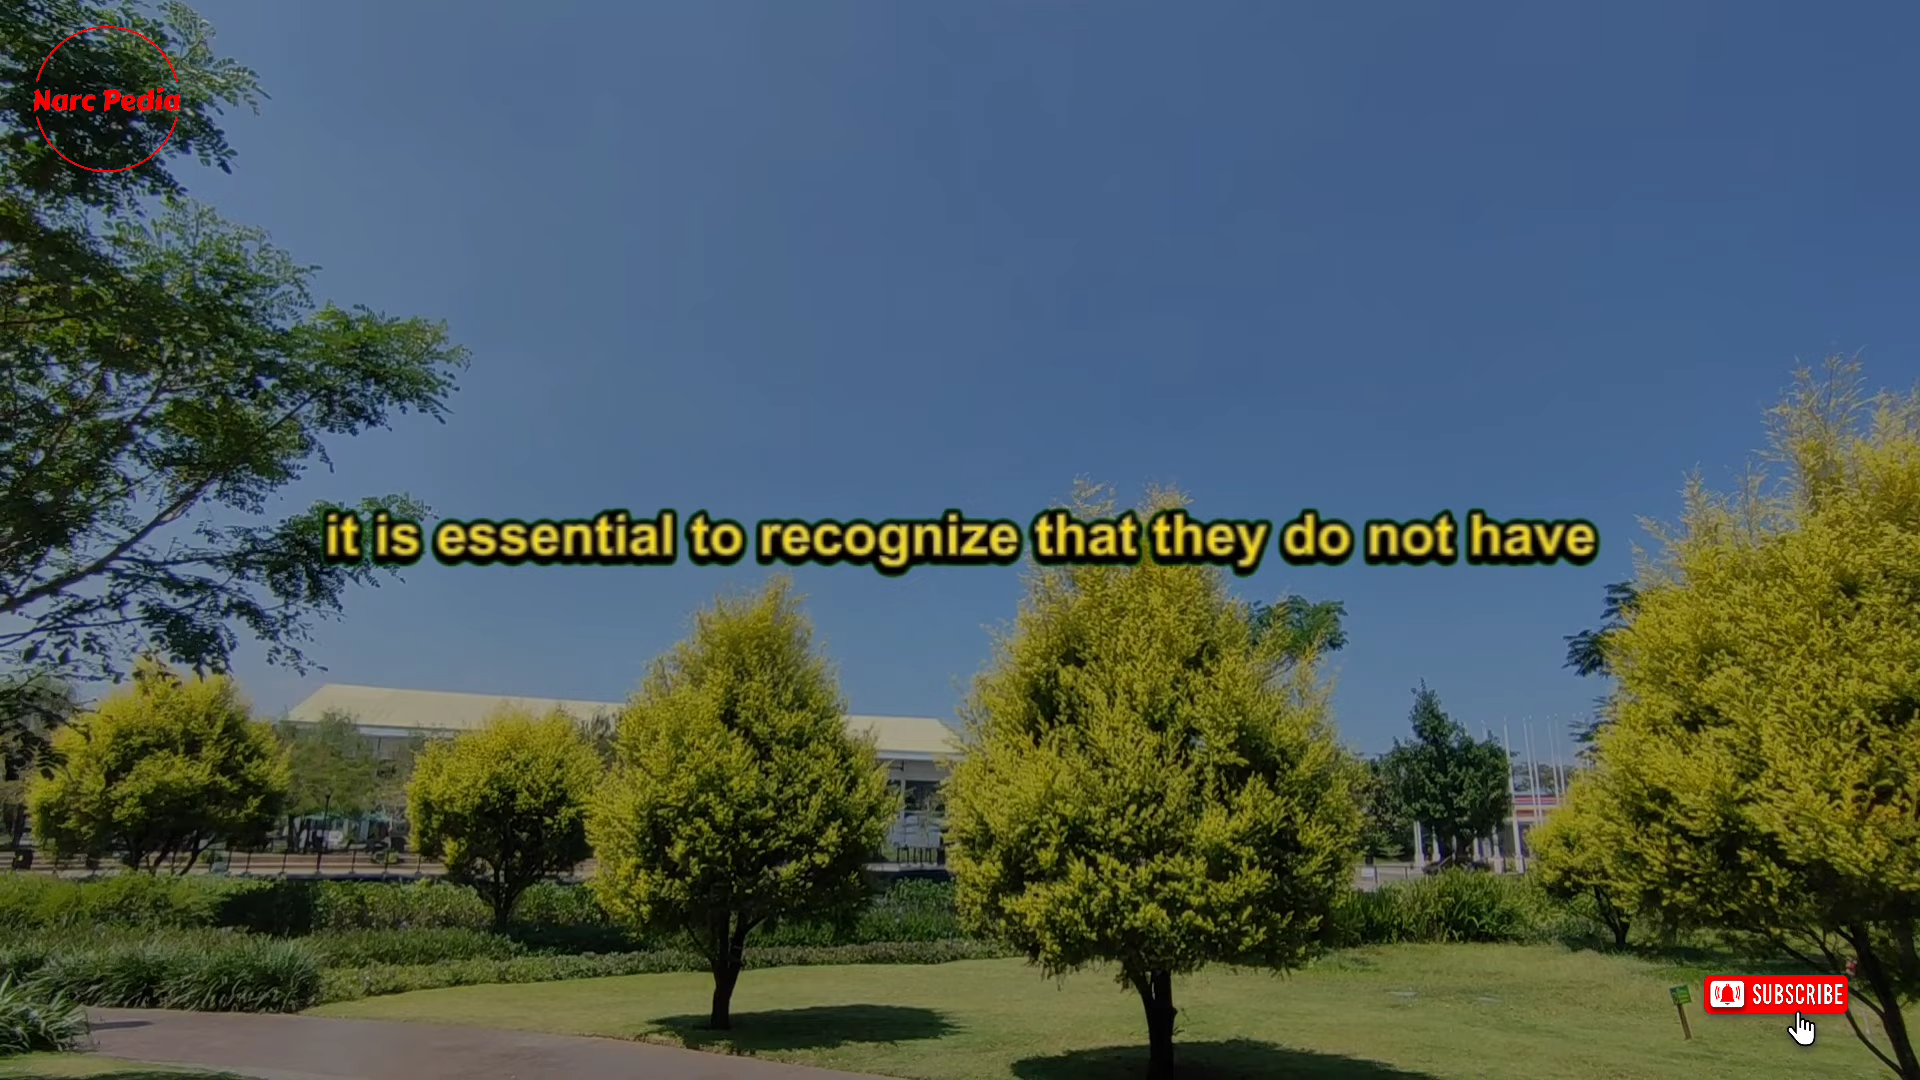 Narc Pedia
it is essential to recognize that they do not have
SUBSCRIBE